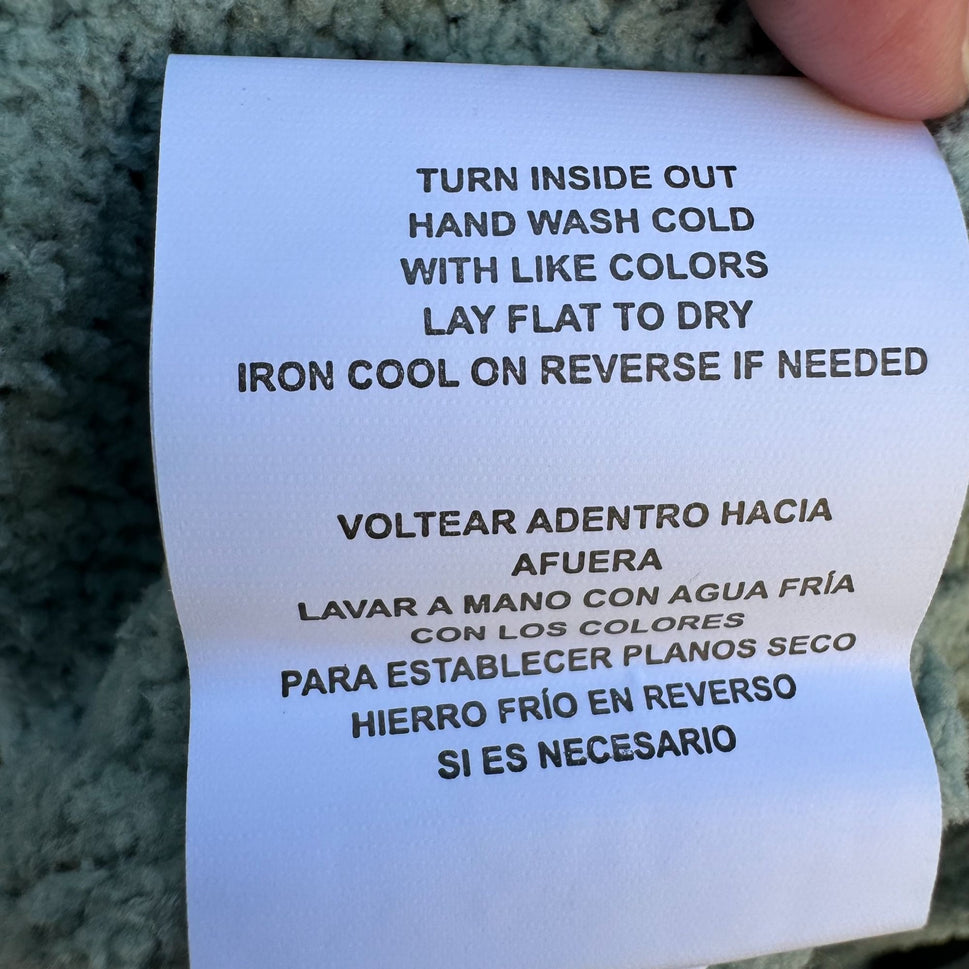 TURN INSIDE OUT
HAND WASH COLD
WITH LIKE COLORS
LAY FLAT TO DRY
IRON COOL ON REVERSE IF NEEDED
VOLTEAR ADENTRO HACIA
AFUERA
LAVAR A MANO CON AGUA FRÍA
CON LOS COLORES
PARA ESTABLECER PLANOS SECO
HIERRO FRÍO EN REVERSO
SI ES NECESARIO